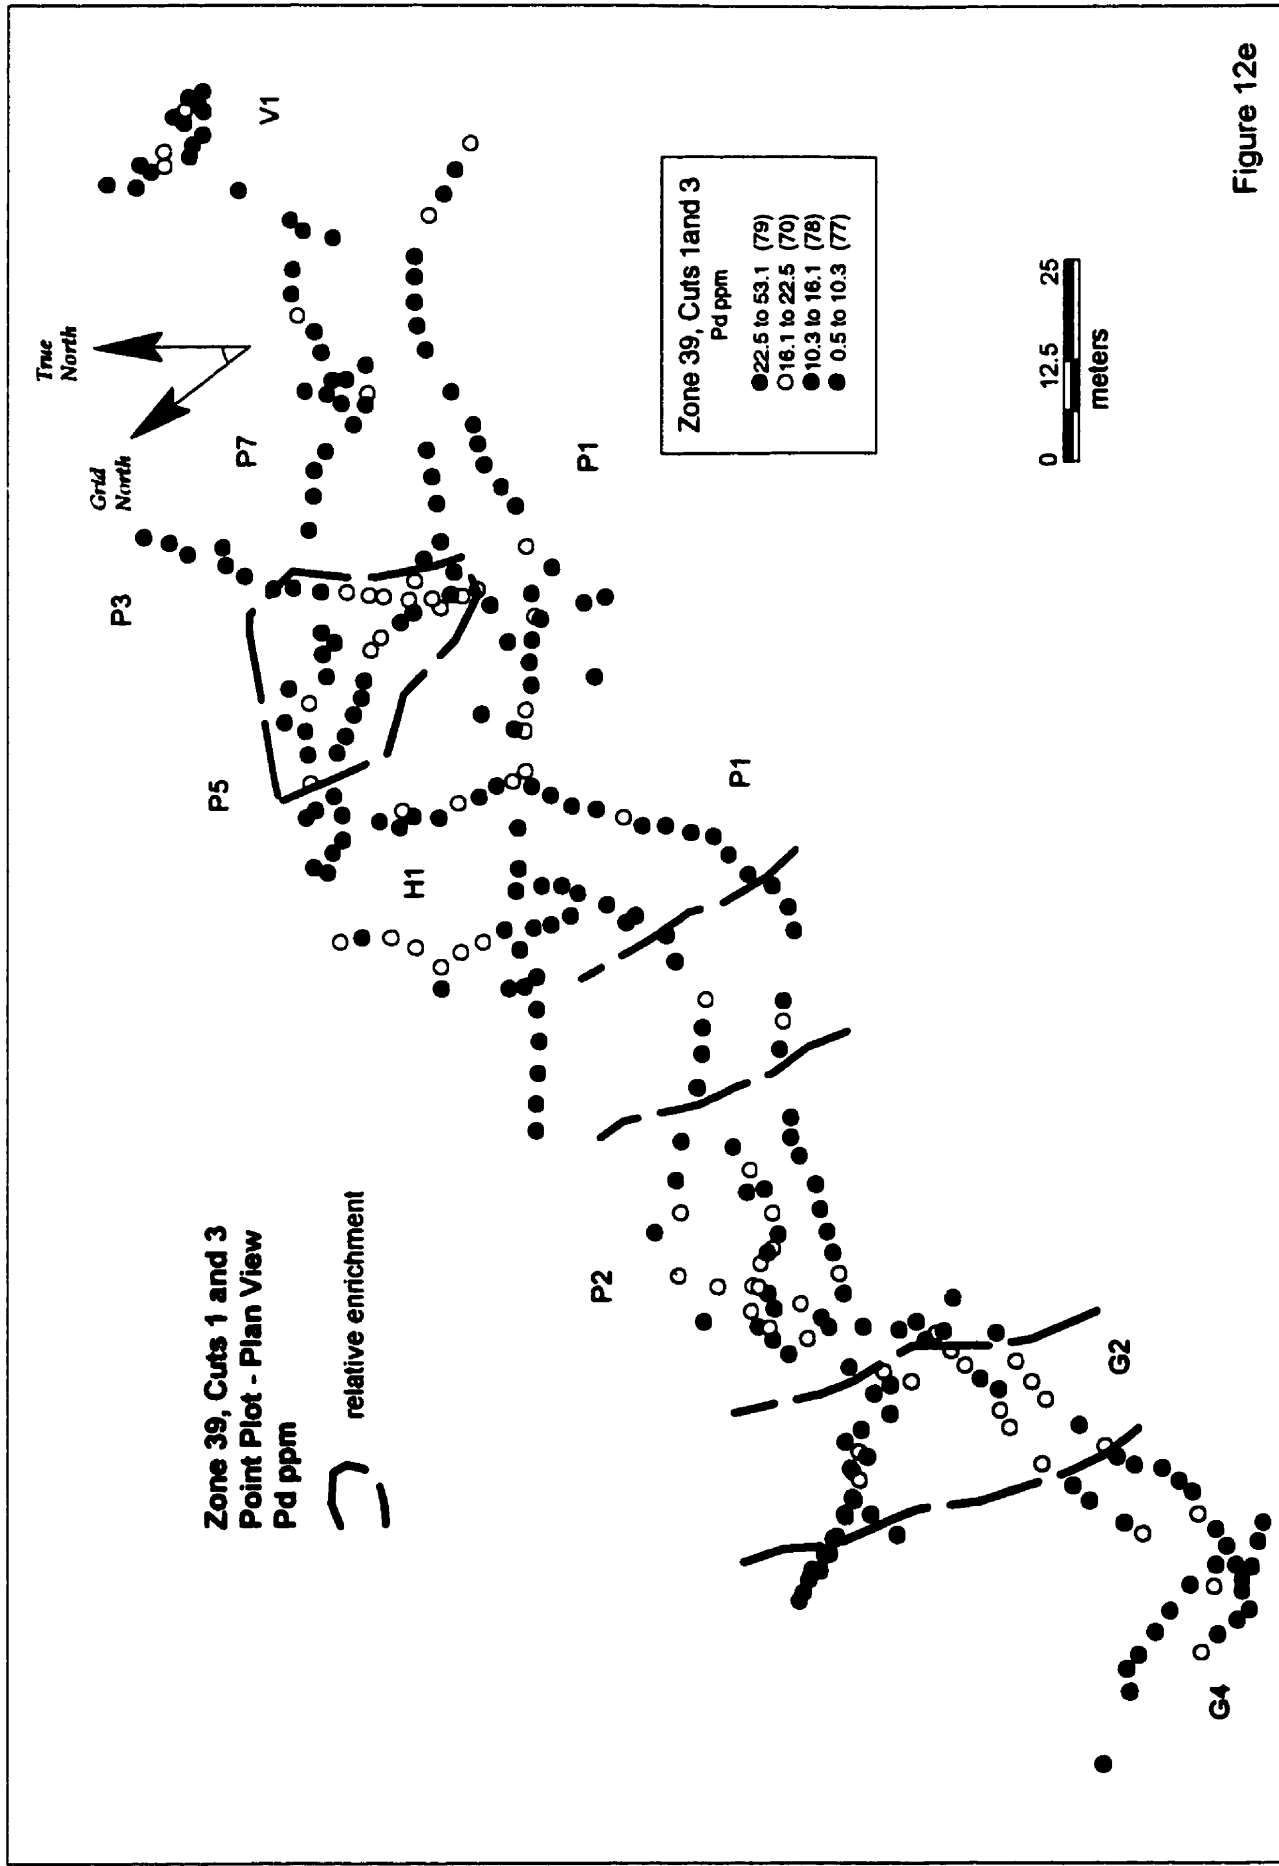 Zone 39, Cuts 1 and 3
Point Plot - Plan View
Pd ppm
relative enrichment
Grid
North
True
North
P3
P7
V1
P5
H1
P1
P1
P2
G2
G4
Zone 39, Cuts 1and 3
Pd ppm
22.5 to 53.1 (79)
16.1 to 22.5 (70)
10.3 to 16.1 (78)
0.5 to 10.3 (77)
0 12.5 25
meters
Figure 12e